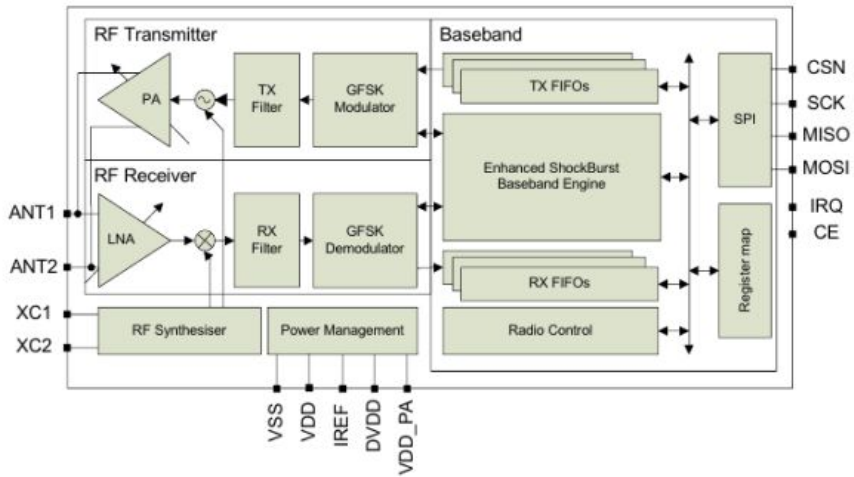 RF Transmitter
Baseband
PA
TX
Filter
GFSK
Modulator
TX FIFOs
SPI
CSN
SCK
MISO
MOSI
Enhanced ShockBurst
Baseband Engine
RF Receiver
ANT1
ANT2
LNA
RX
Filter
GFSK
Demodulator
RX FIFOs
Register map
IRQ
CE
XC1
XC2
RF Synthesiser
Power Management
Radio Control
VSS
VDD
IREF
DVDD
VDD_PA